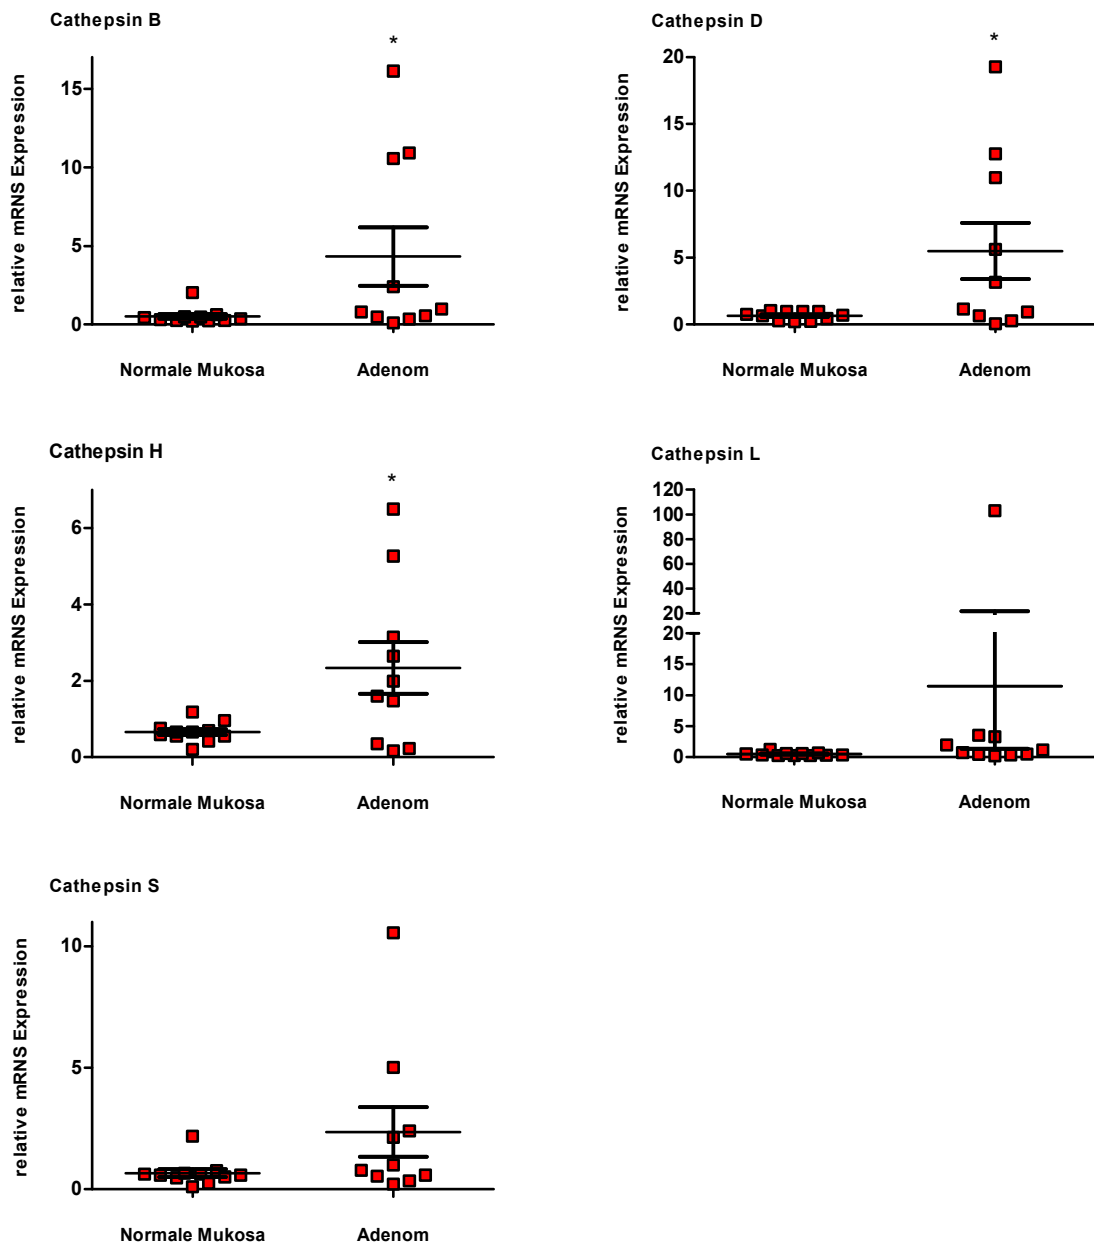 Cathepsin B
*
relative mRNS Expression
15
10
5
0
Normale Mukosa
Adenom
Cathepsin D
*
relative mRNS Expression
20
15
10
5
0
Normale Mukosa
Adenom
Cathepsin H
*
relative mRNS Expression
6
4
2
0
Normale Mukosa
Adenom
Cathepsin L
relative mRNS Expression
120
100
80
60
40
20
20
15
10
5
0
Normale Mukosa
Adenom
Cathepsin S
relative mRNS Expression
10
5
0
Normale Mukosa
Adenom